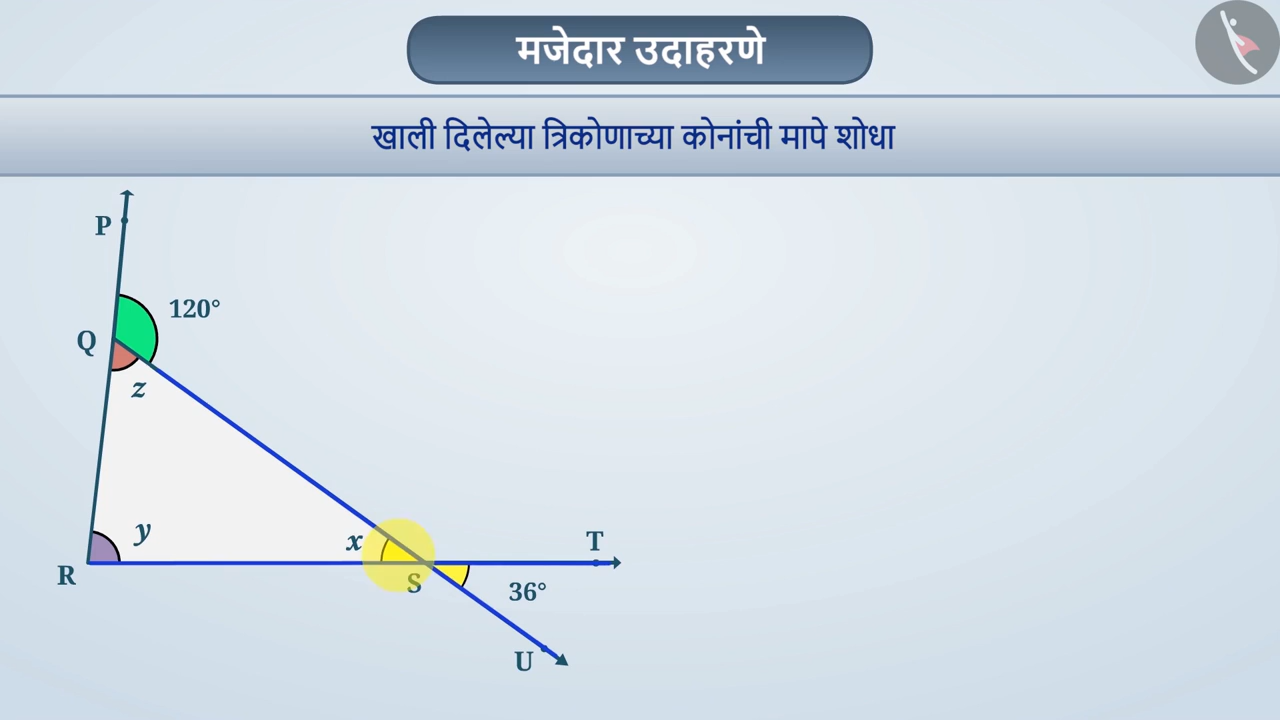 मजेदार उदाहरणे
खाली दिलेल्या त्रिकोणाच्या कोनांची मापे शोधा
P
120°
Q
z
y
x
T
R
S
36°
U